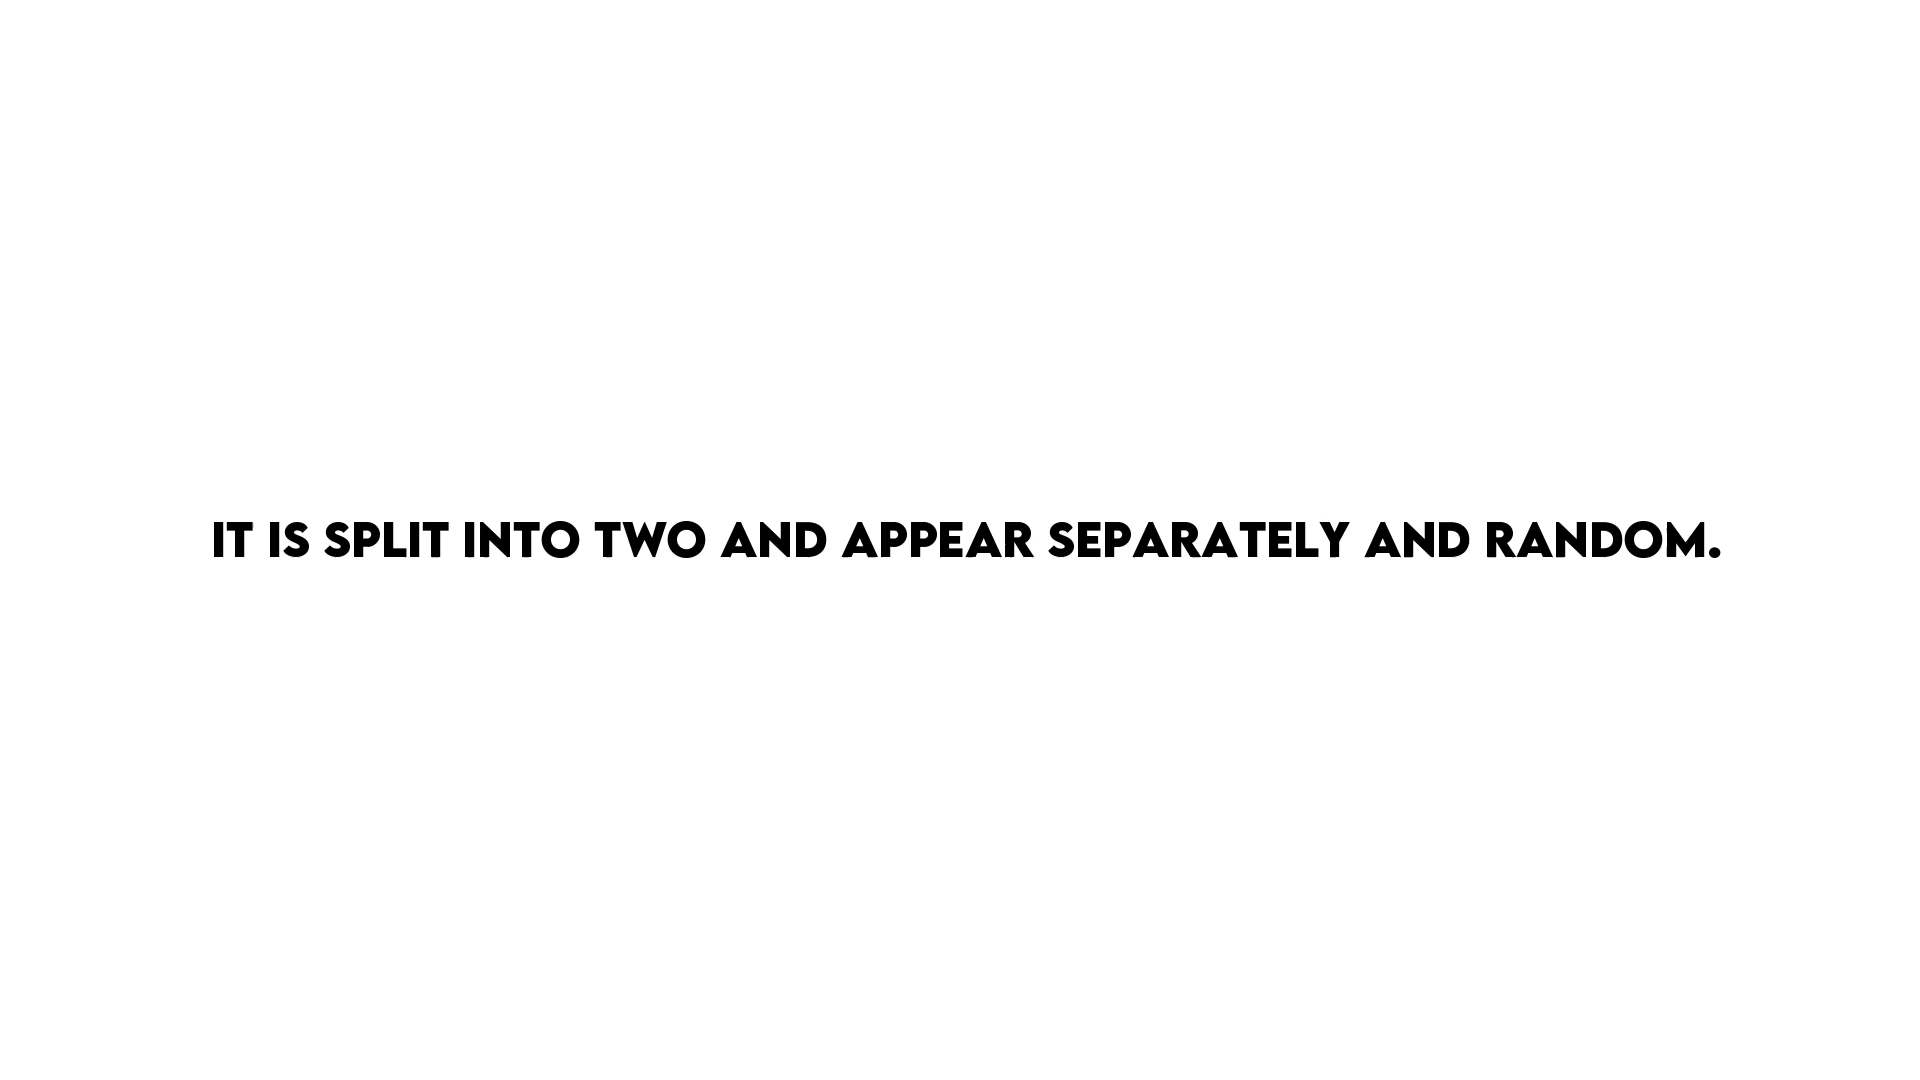 IT IS SPLIT INTO TWO AND APPEAR SEPARATELY AND RANDOM.